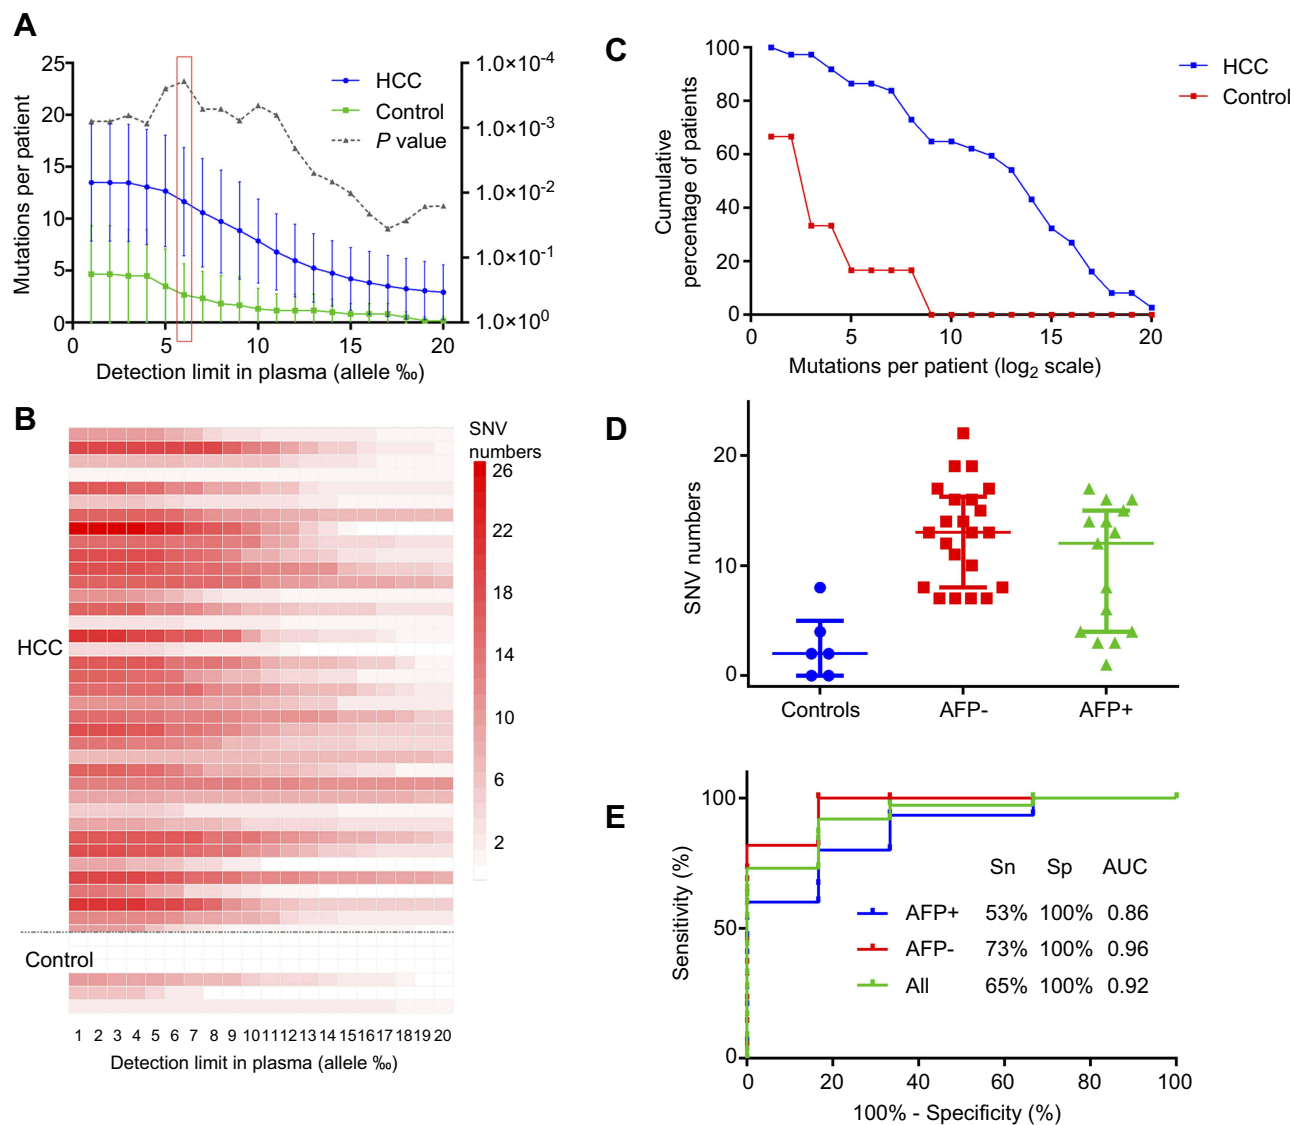 A
25
20
15
10
5
0
Mutations per patient
HCC
Control
P value
1.0×10⁻⁴
1.0×10⁻³
1.0×10⁻²
1.0×10⁻¹
1.0×10⁰
0 5 10 15 20
Detection limit in plasma (allele ‰)
B
SNV
numbers
26
22
18
14
10
6
2
HCC
Control
1 2 3 4 5 6 7 8 9 10 11 12 13 14 15 16 17 18 19 20
Detection limit in plasma (allele ‰)
C
100
80
60
40
20
0
Cumulative
percentage of patients
HCC
Control
0 5 10 15 20
Mutations per patient (log₂ scale)
D
20
10
0
SNV numbers
Controls AFP- AFP+
E
100
50
0
Sensitivity (%)
Sn Sp AUC
AFP+ 53% 100% 0.86
AFP- 73% 100% 0.96
All 65% 100% 0.92
0 20 40 60 80 100
100% - Specificity (%)